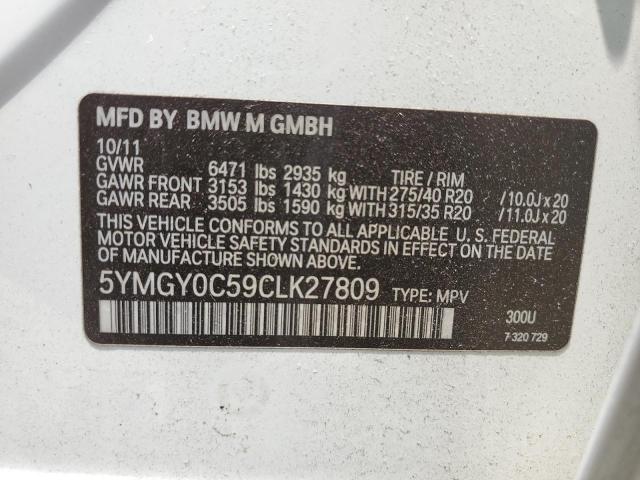 MFD BY BMW M GMBH
10/11
GVWR 6471 lbs 2935 kg TIRE / RIM
GAWR FRONT 3153 lbs 1430 kg WITH 275/40 R20 / 10.0J x 20
GAWR REAR 3505 lbs 1590 kg WITH 315/35 R20 / 11.0J x 20
THIS VEHICLE CONFORMS TO ALL APPLICABLE U.S. FEDERAL
MOTOR VEHICLE SAFETY STANDARDS IN EFFECT ON THE DATE
OF MANUFACTURE SHOWN ABOVE.
5YMGY0C59CLK27809 TYPE: MPV
300U
7 320 729